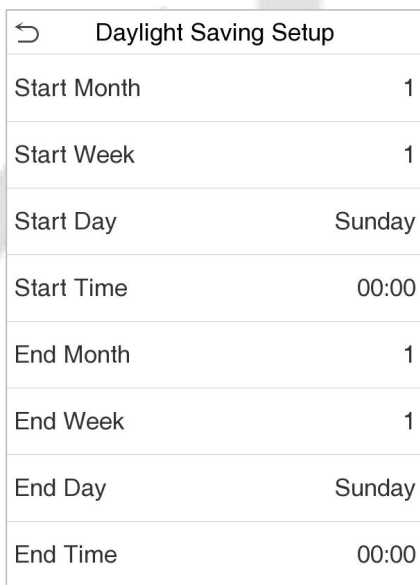 Daylight Saving Setup
Start Month 1
Start Week 1
Start Day Sunday
Start Time 00:00
End Month 1
End Week 1
End Day Sunday
End Time 00:00